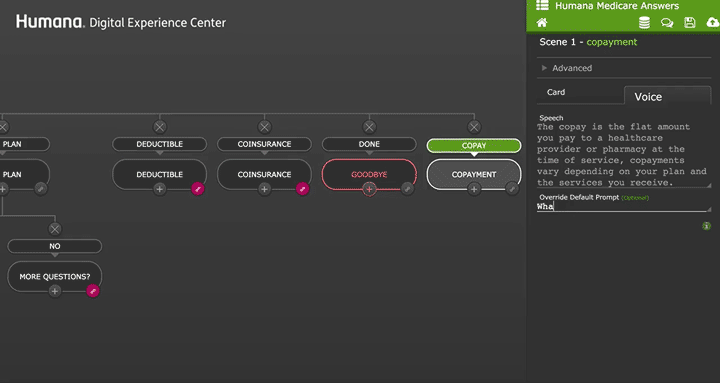 Humana. Digital Experience Center
Humana Medicare Answers
Scene 1 - copayment
Advanced
Card
Voice
Speech
The copay is the flat amount
you pay to a healthcare
provider or pharmacy at the
time of service, copayments
vary depending on your plan and
the services you receive.
Override Default Prompt (Optional)
Wha
PLAN
DEDUCTIBLE
COINSURANCE
DONE
COPAY
PLAN
DEDUCTIBLE
COINSURANCE
GOODBYE
COPAYMENT
NO
MORE QUESTIONS?